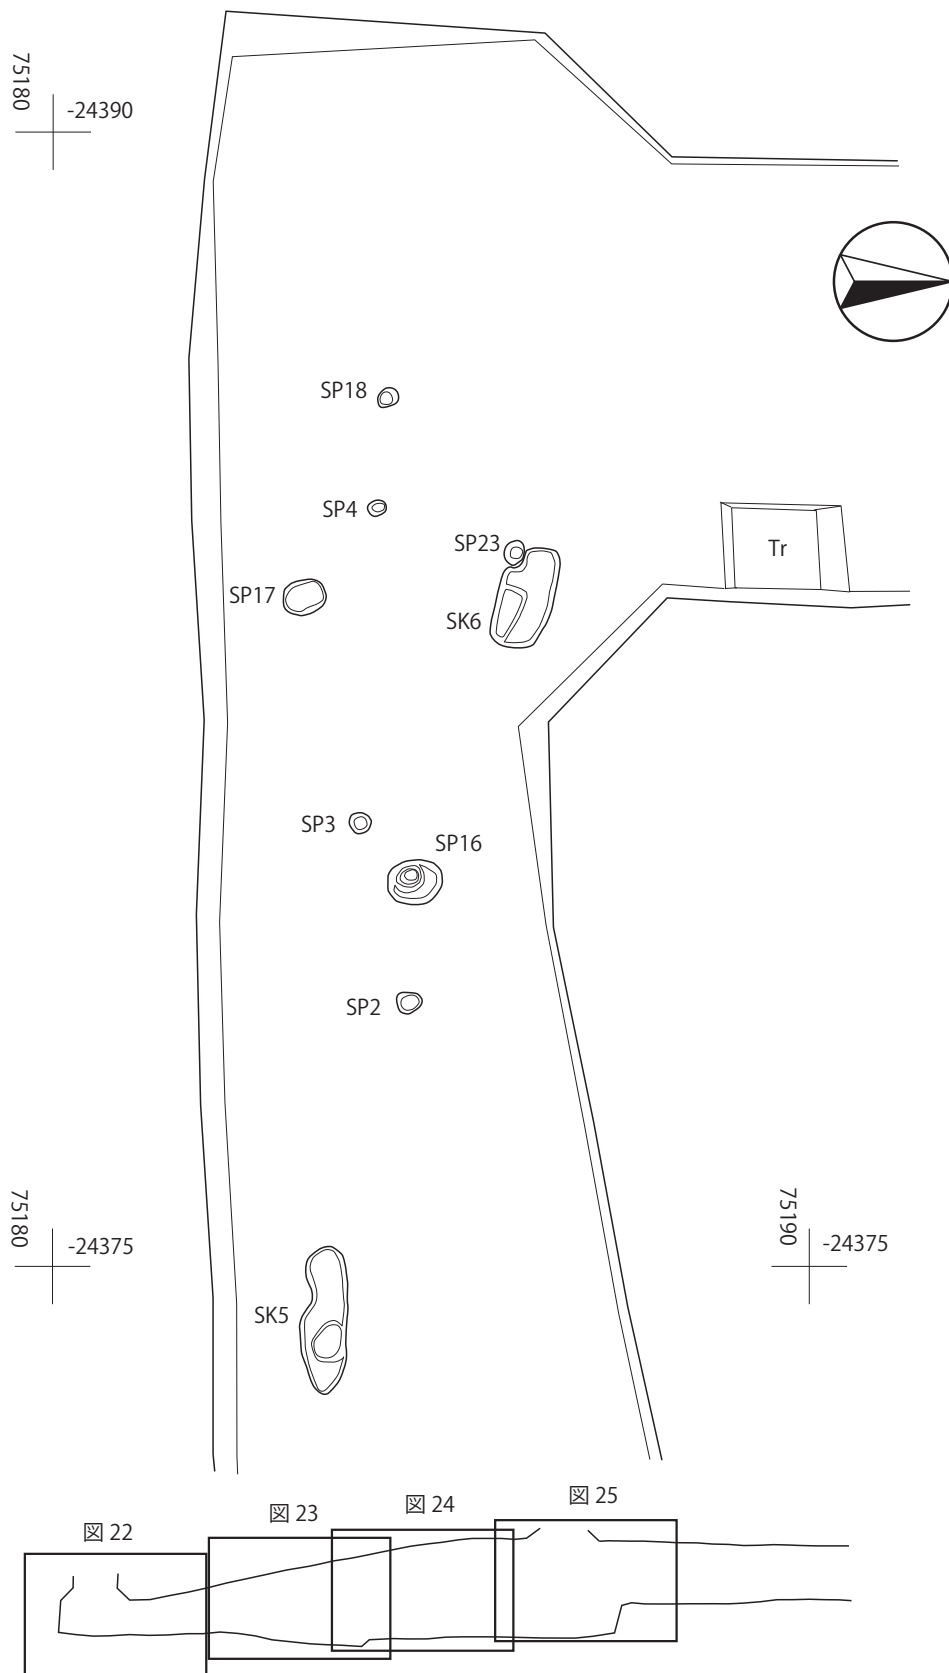 75180
-24390
SP18
SP4
SP23
Tr
SP17
SK6
SP3
SP16
SP2
75180
-24375
75190
-24375
SK5
図 22
図 23
図 24
図 25